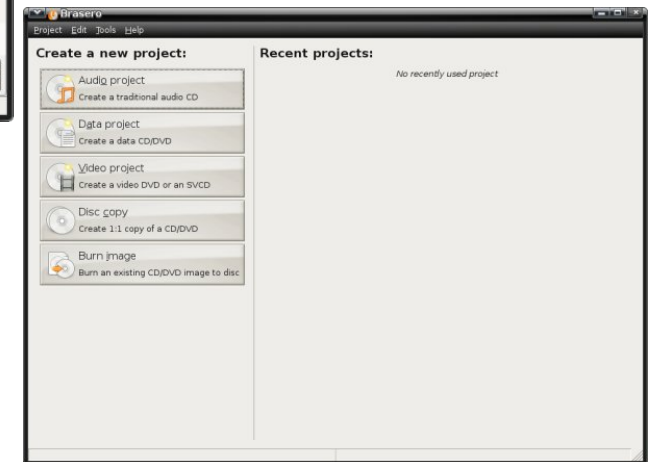 Brasero
Project Edit Tools Help
Create a new project:
Audio project
Create a traditional audio CD
Data project
Create a data CD/DVD
Video project
Create a video DVD or an SVCD
Disc copy
Create 1:1 copy of a CD/DVD
Burn image
Burn an existing CD/DVD image to disc
Recent projects:
No recently used project